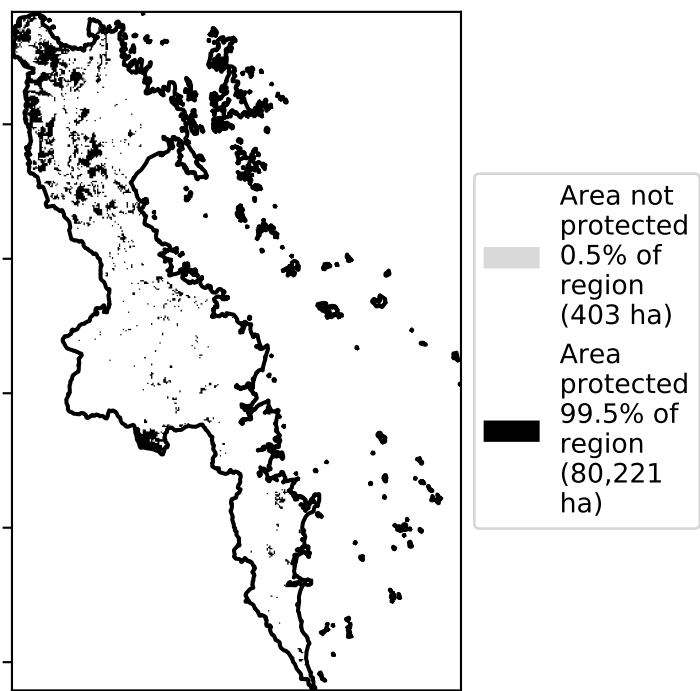 Area not
protected
0.5% of
region
(403 ha)
Area
protected
99.5% of
region
(80,221
ha)